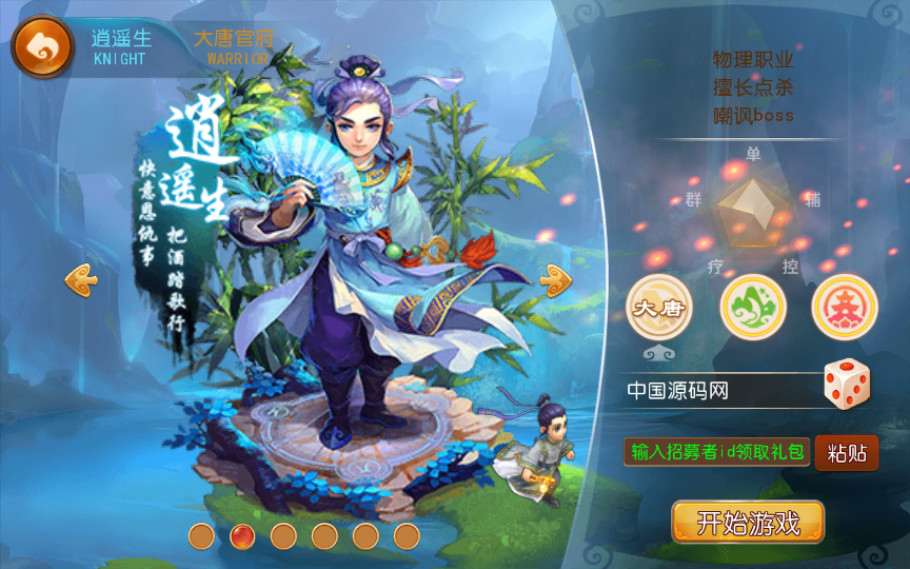 逍遥生
KNIGHT
大唐官府
WARRIOR
逍遥生
快意恩仇事
把酒踏歌行
物理职业
擅长点杀
嘲讽boss
单
群
辅
疗
控
大唐
中国源码网
输入招募者id领取礼包
粘贴
开始游戏